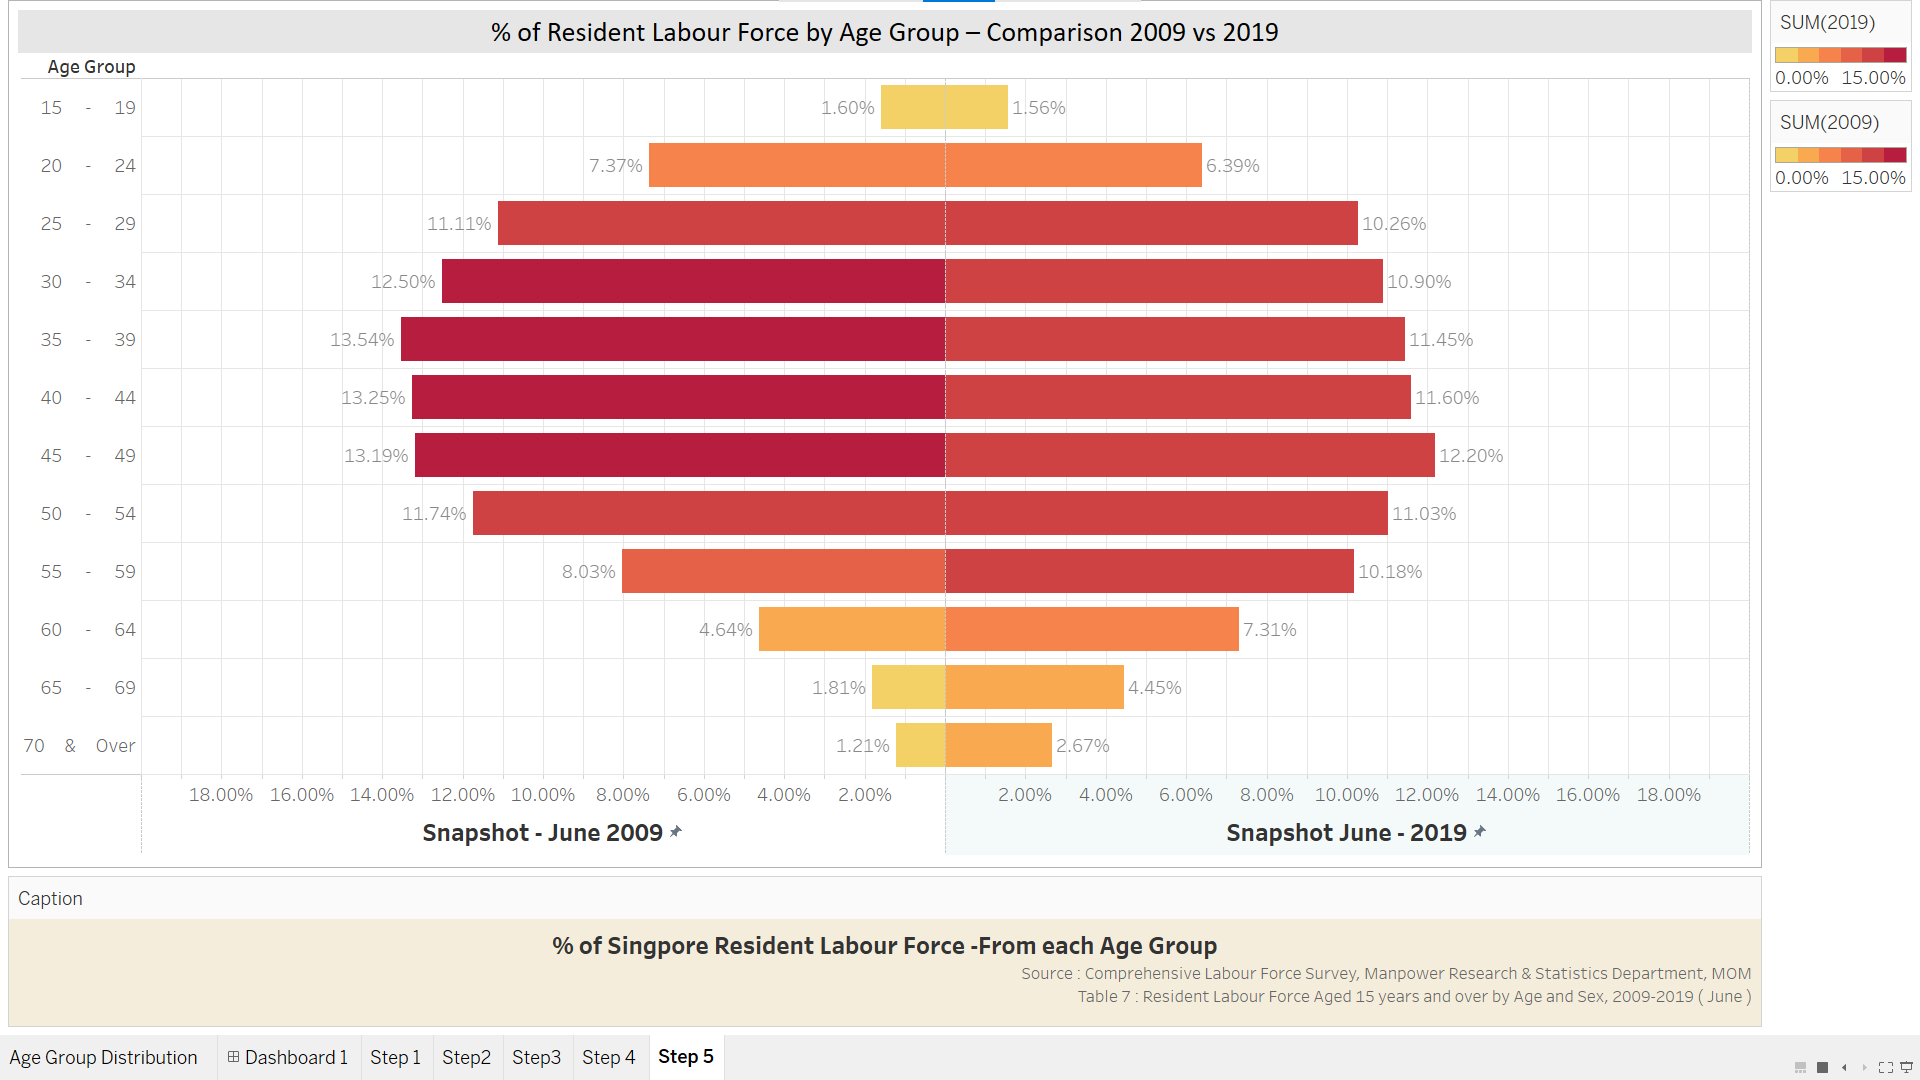 % of Resident Labour Force by Age Group – Comparison 2009 vs 2019
SUM(2019)
0.00% 15.00%
SUM(2009)
0.00% 15.00%
Age Group
15 - 19 1.60% 1.56%
20 - 24 7.37% 6.39%
25 - 29 11.11% 10.26%
30 - 34 12.50% 10.90%
35 - 39 13.54% 11.45%
40 - 44 13.25% 11.60%
45 - 49 13.19% 12.20%
50 - 54 11.74% 11.03%
55 - 59 8.03% 10.18%
60 - 64 4.64% 7.31%
65 - 69 1.81% 4.45%
70 & Over 1.21% 2.67%
18.00% 16.00% 14.00% 12.00% 10.00% 8.00% 6.00% 4.00% 2.00% 2.00% 4.00% 6.00% 8.00% 10.00% 12.00% 14.00% 16.00% 18.00%
Snapshot - June 2009 Snapshot June - 2019
Caption
% of Singpore Resident Labour Force -From each Age Group
Source : Comprehensive Labour Force Survey, Manpower Research & Statistics Department, MOM
Table 7 : Resident Labour Force Aged 15 years and over by Age and Sex, 2009-2019 ( June )
Age Group Distribution Dashboard 1 Step 1 Step2 Step3 Step 4 Step 5